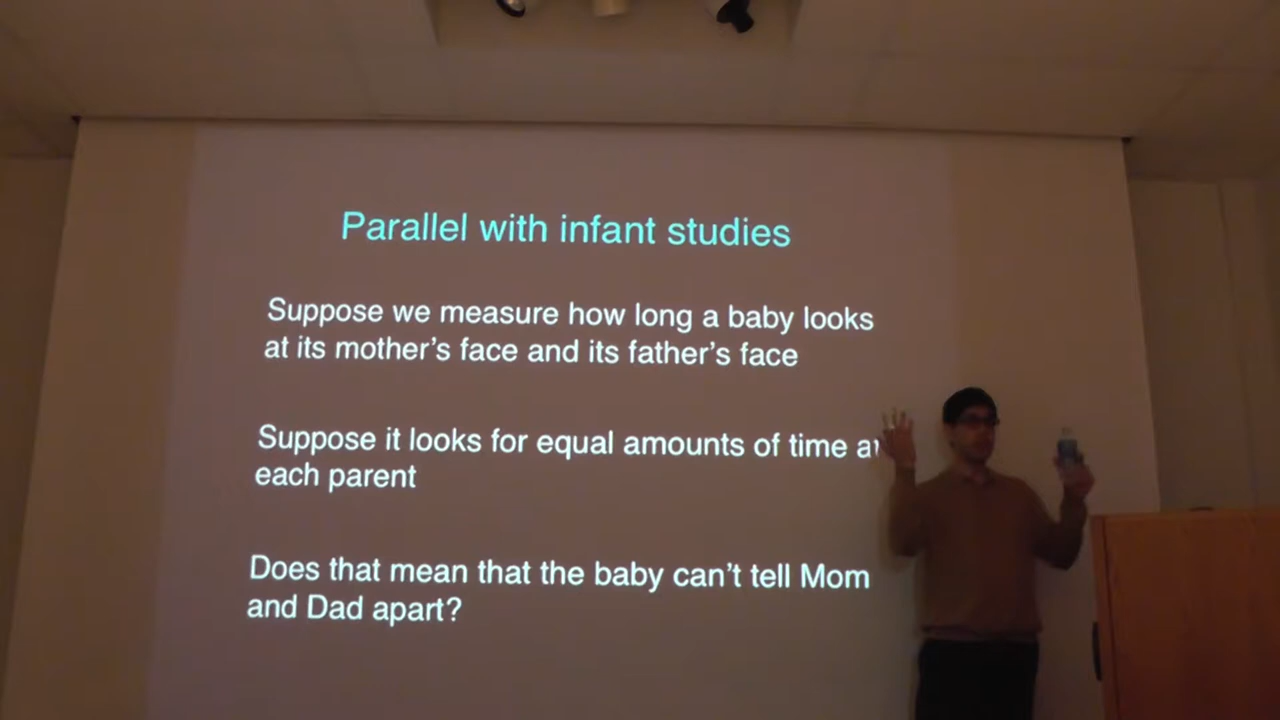 Parallel with infant studies
Suppose we measure how long a baby looks
at its mother's face and its father's face
Suppose it looks for equal amounts of time
each parent
Does that mean that the baby can't tell Mom
and Dad apart?